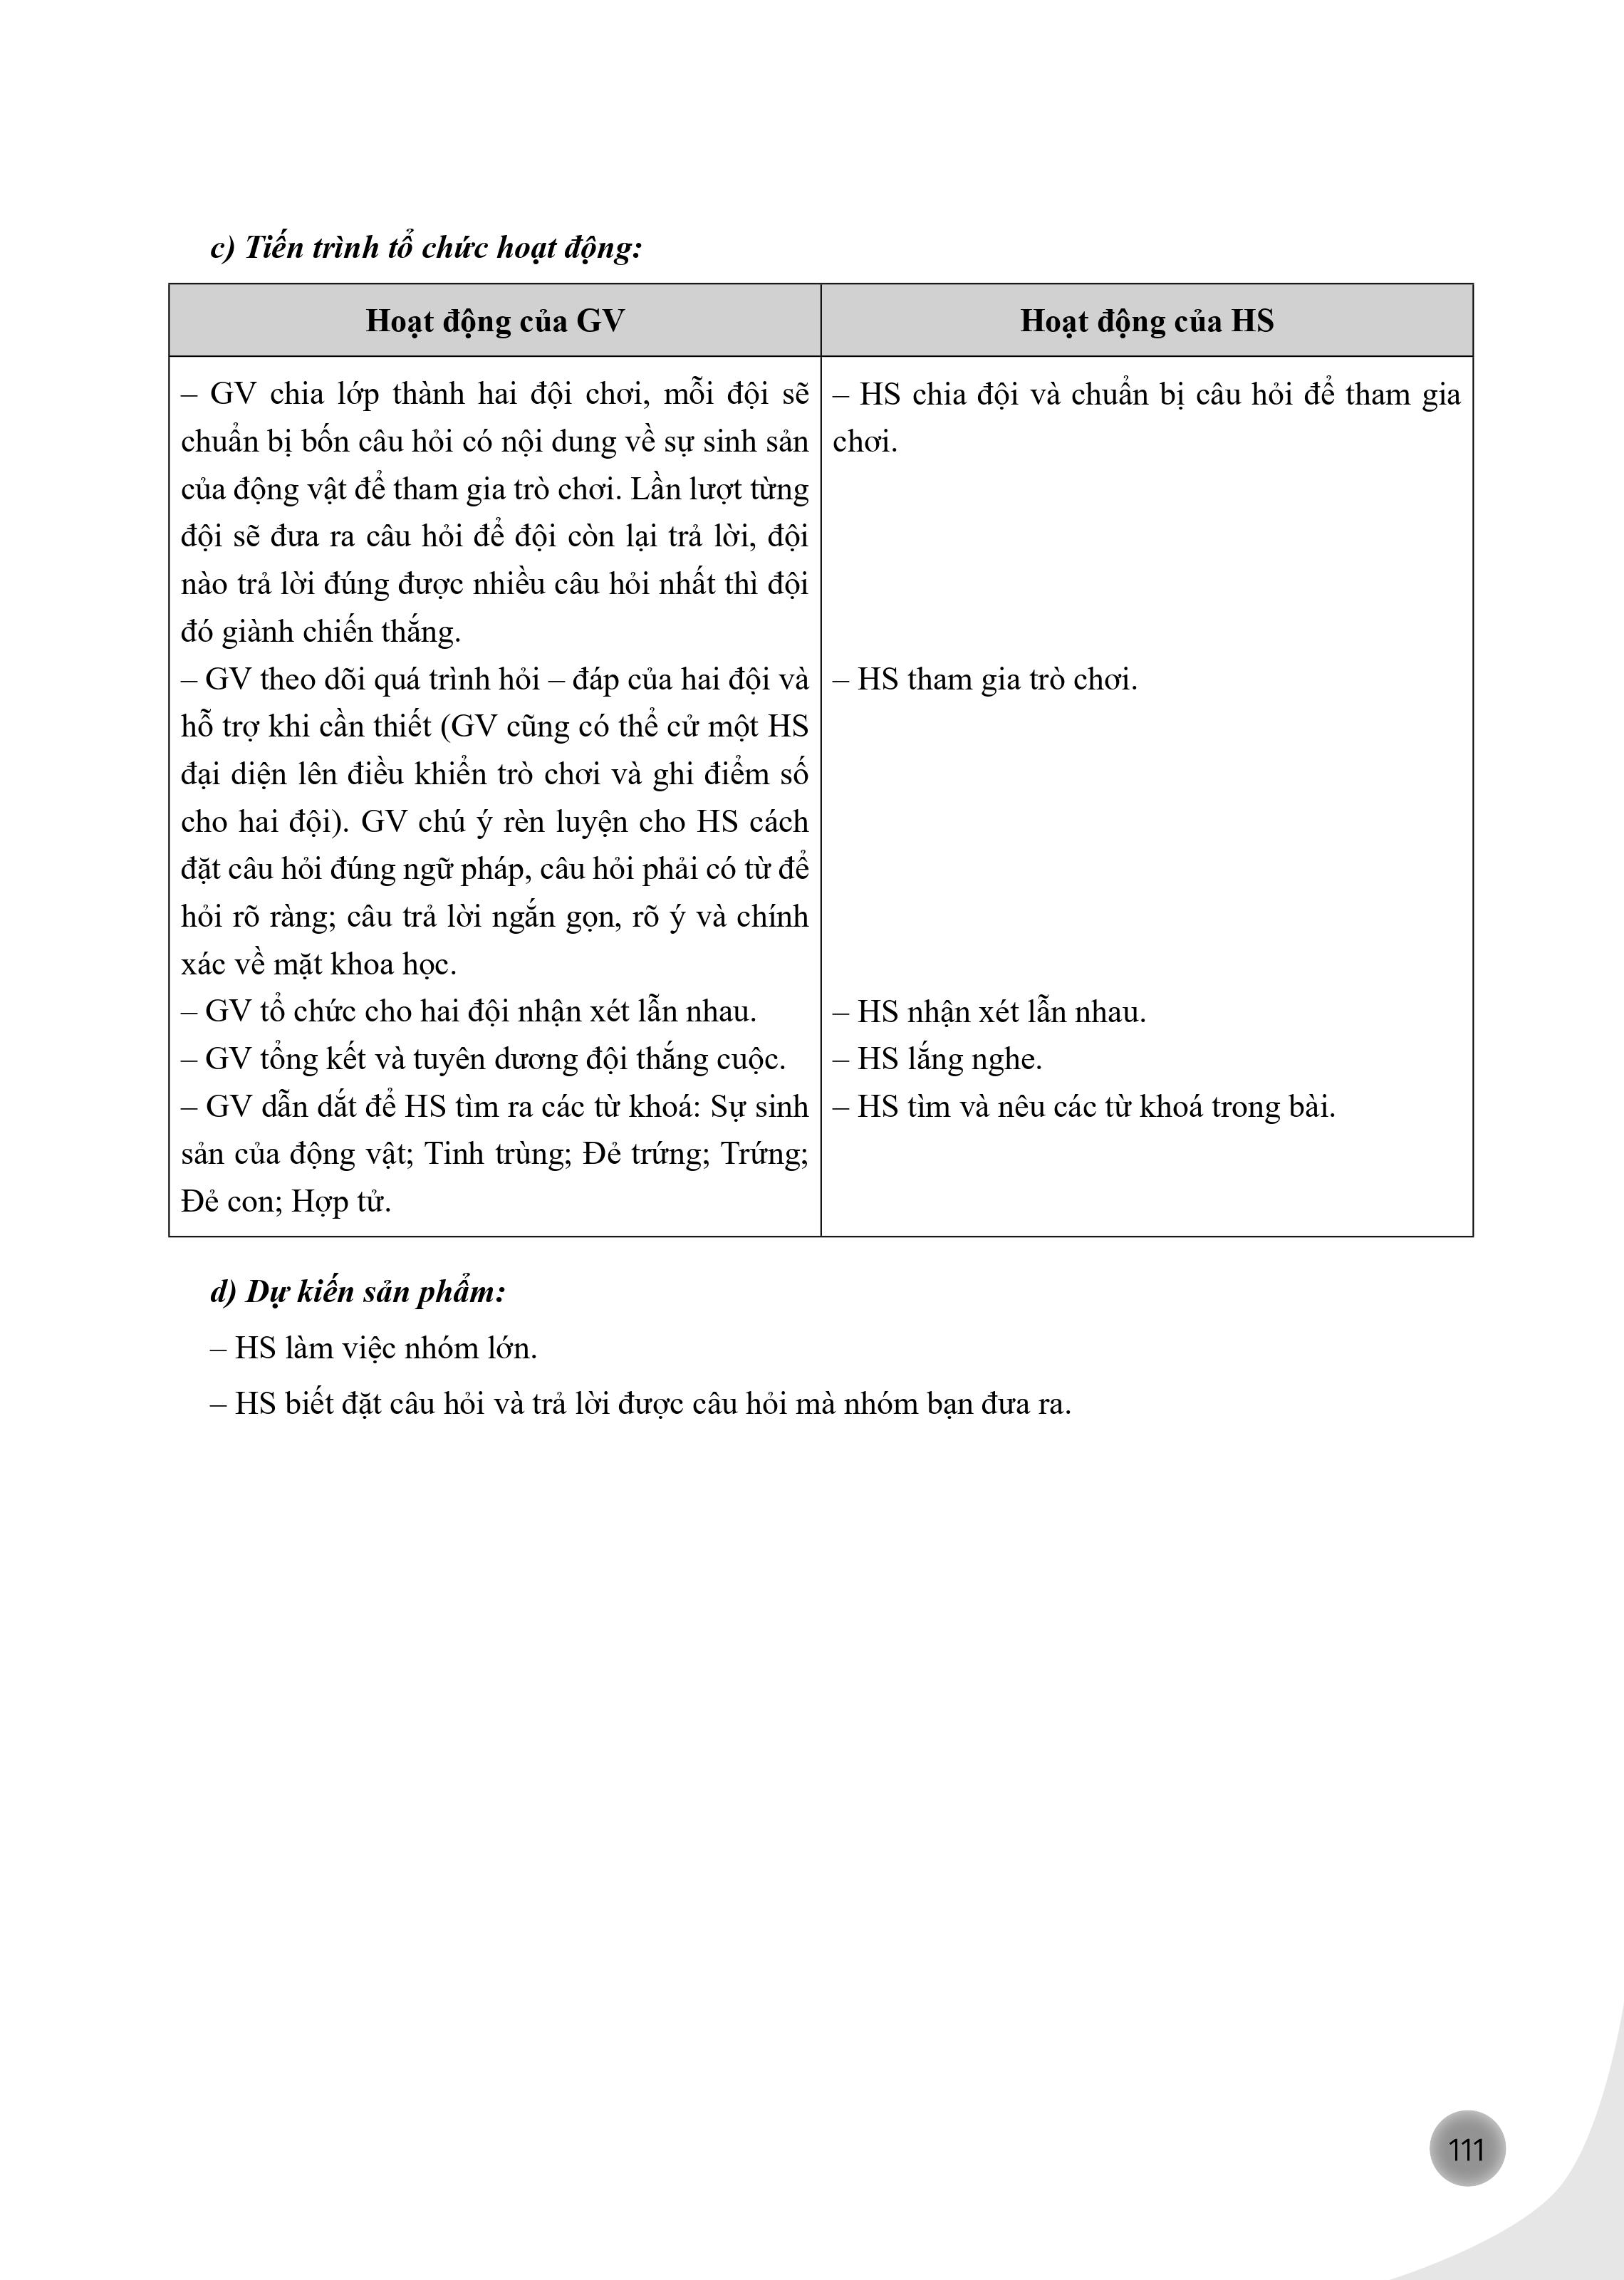 c) Tiến trình tổ chức hoạt động:
Hoạt động của GV
Hoạt động của HS
– GV chia lớp thành hai đội chơi, mỗi đội sẽ
chuẩn bị bốn câu hỏi có nội dung về sự sinh sản
của động vật để tham gia trò chơi. Lần lượt từng
đội sẽ đưa ra câu hỏi để đội còn lại trả lời, đội
nào trả lời đúng được nhiều câu hỏi nhất thì đội
đó giành chiến thắng.
– GV theo dõi quá trình hỏi – đáp của hai đội và
hỗ trợ khi cần thiết (GV cũng có thể cử một HS
đại diện lên điều khiển trò chơi và ghi điểm số
cho hai đội). GV chú ý rèn luyện cho HS cách
đặt câu hỏi đúng ngữ pháp, câu hỏi phải có từ để
hỏi rõ ràng; câu trả lời ngắn gọn, rõ ý và chính
xác về mặt khoa học.
– GV tổ chức cho hai đội nhận xét lẫn nhau.
– GV tổng kết và tuyên dương đội thắng cuộc.
– GV dẫn dắt để HS tìm ra các từ khoá: Sự sinh
sản của động vật; Tinh trùng; Đẻ trứng; Trứng;
Đẻ con; Hợp tử.
– HS chia đội và chuẩn bị câu hỏi để tham gia
chơi.
– HS tham gia trò chơi.
– HS nhận xét lẫn nhau.
– HS lắng nghe.
– HS tìm và nêu các từ khoá trong bài.
d) Dự kiến sản phẩm:
– HS làm việc nhóm lớn.
– HS biết đặt câu hỏi và trả lời được câu hỏi mà nhóm bạn đưa ra.
111